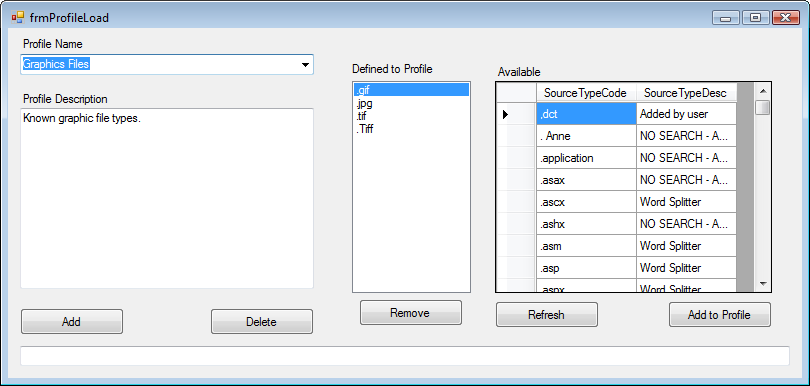 frmProfileLoad
Profile Name
Graphics Files
Profile Description
Known graphic file types.
Add
Delete
Defined to Profile
.gif
.jpg
.tif
.Tiff
Remove
Available
SourceTypeCode SourceTypeDesc
.dct Added by user
. Anne NO SEARCH - A...
.application NO SEARCH - A...
.asax NO SEARCH - A...
.ascx Word Splitter
.ashx NO SEARCH - A...
.asm Word Splitter
.asp Word Splitter
.aspx Word Splitter
Refresh
Add to Profile